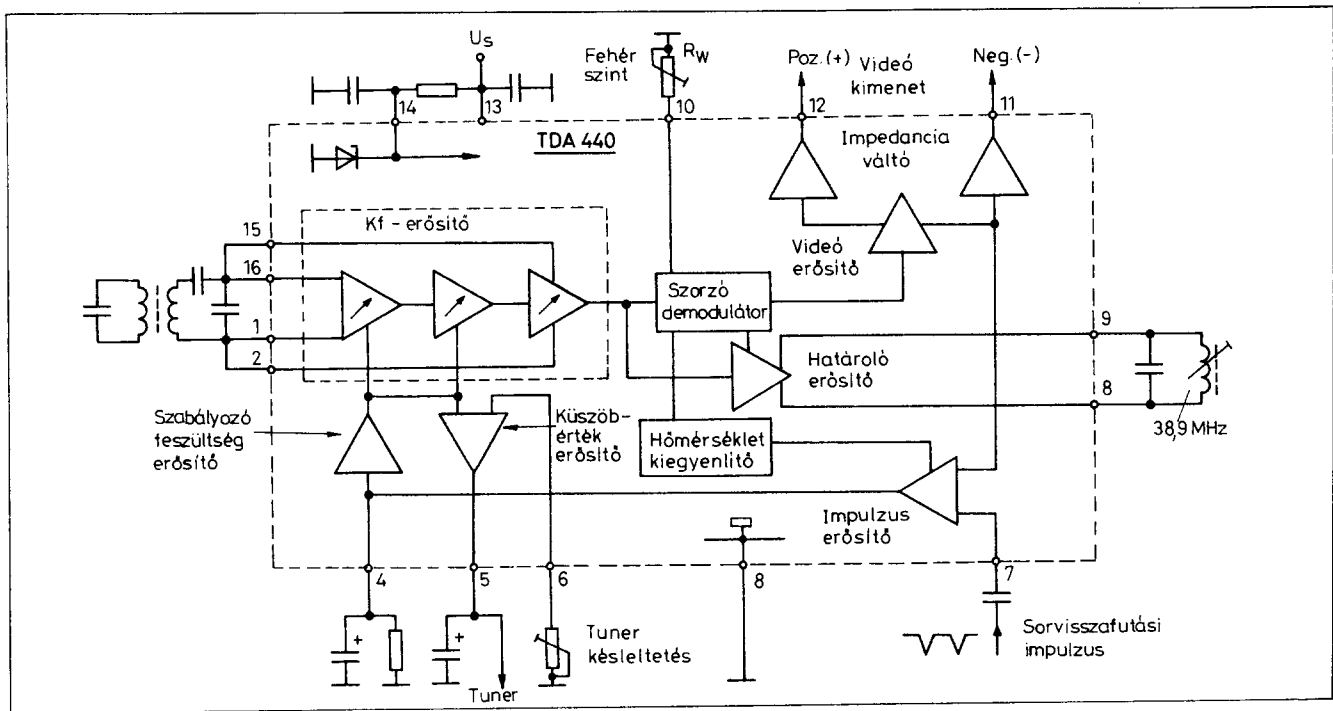 Us
14
13
Fehér
szint
RW
10
Poz.(+)
Videó
kimenet
Neg.(-)
12
11
TDA 440
Impedancia
váltó
Kf - erősítő
15
16
1
2
Videó
erősítő
Szorzó
demodulátor
9
Határoló
erősítő
8
38,9 MHz
Szabályozó
feszültség
erősítő
Küszöb-
érték
erősítő
Hőmérséklet
kiegyenlítő
Impulzus
erősítő
4
5
6
8
7
+
+
Tuner
késleltetés
Tuner
Sorvisszafutási
impulzus